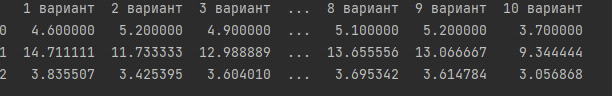 1 вариант 2 вариант 3 вариант ... 8 вариант 9 вариант 10 вариант
0 4.600000 5.200000 4.900000 ... 5.100000 5.200000 3.700000
1 14.711111 11.733333 12.988889 ... 13.655556 13.066667 9.344444
2 3.835507 3.425395 3.604010 ... 3.695342 3.614784 3.056868